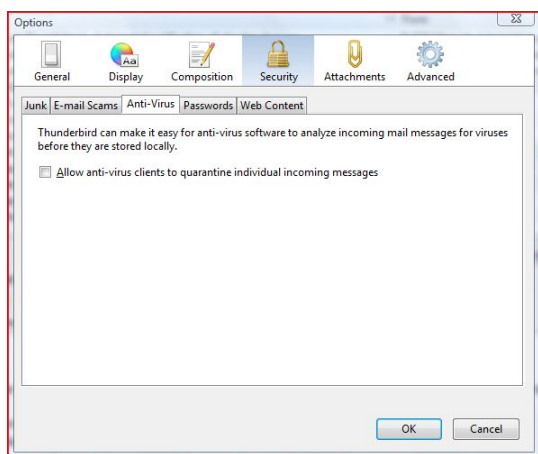 Options
General Display Composition Security Attachments Advanced
Junk E-mail Scams Anti-Virus Passwords Web Content
Thunderbird can make it easy for anti-virus software to analyze incoming mail messages for viruses
before they are stored locally.
Allow anti-virus clients to quarantine individual incoming messages
OK Cancel